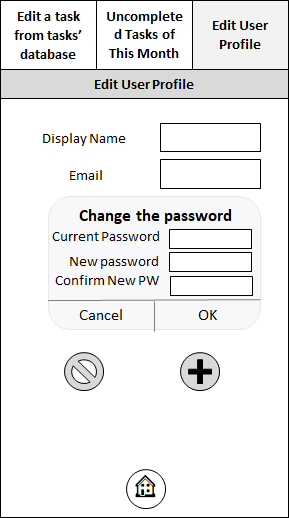 Edit a task
from tasks’
database
Uncomplete
d Tasks of
This Month
Edit User
Profile
Edit User Profile
Display Name
Email
Change the password
Current Password
New password
Confirm New PW
Cancel
OK